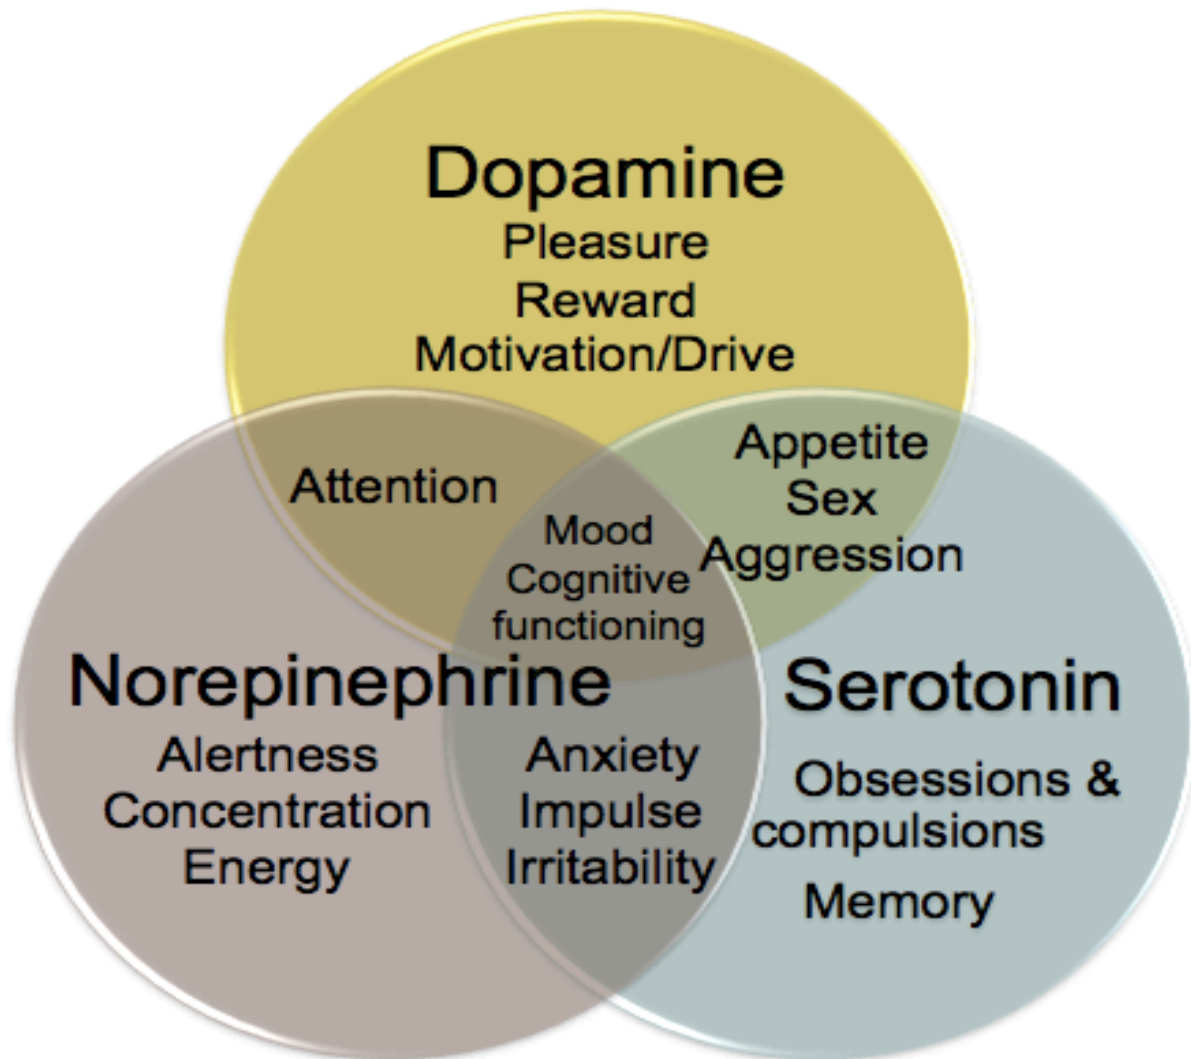 Dopamine
Pleasure
Reward
Motivation/Drive
Attention
Appetite
Sex
Aggression
Mood
Cognitive
functioning
Norepinephrine
Alertness
Concentration
Energy
Anxiety
Impulse
Irritability
Serotonin
Obsessions &
compulsions
Memory